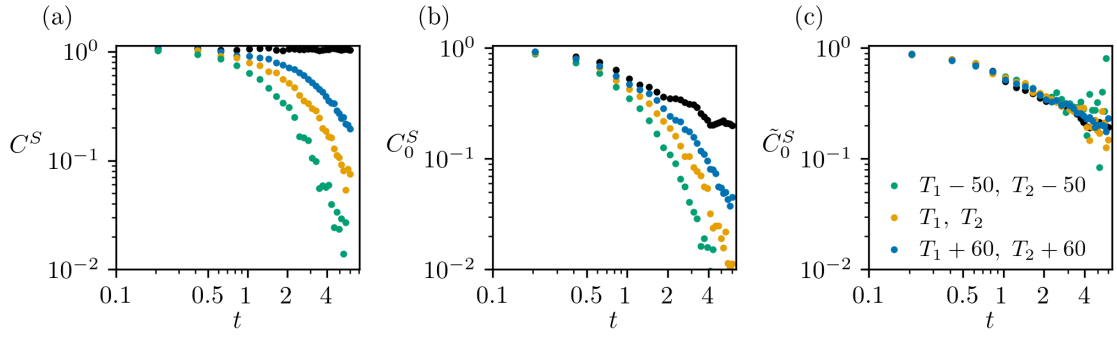 (a)
10^0
10^{-1}
10^{-2}
C^S
0.1 0.5 1 2 4
t
(b)
10^0
10^{-1}
10^{-2}
C_0^S
0.1 0.5 1 2 4
t
(c)
10^0
10^{-1}
10^{-2}
C̃_0^S
T_1 − 50, T_2 − 50
T_1, T_2
T_1 + 60, T_2 + 60
0.1 0.5 1 2 4
t